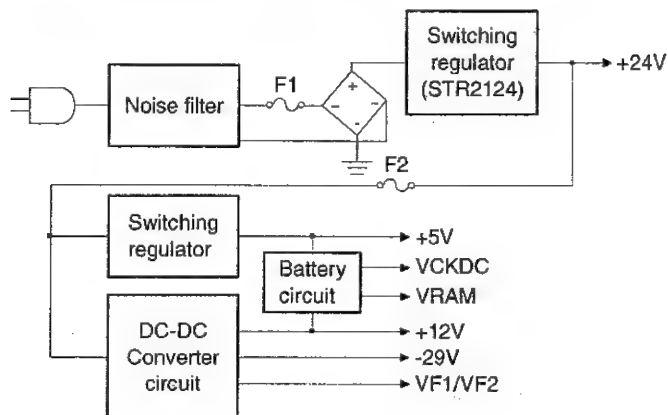 Switching
regulator
(STR2124)
+24V
F1
Noise filter
+
-
-
-
F2
Switching
regulator
+5V
Battery
circuit
VCKDC
VRAM
DC-DC
Converter
circuit
+12V
-29V
VF1/VF2